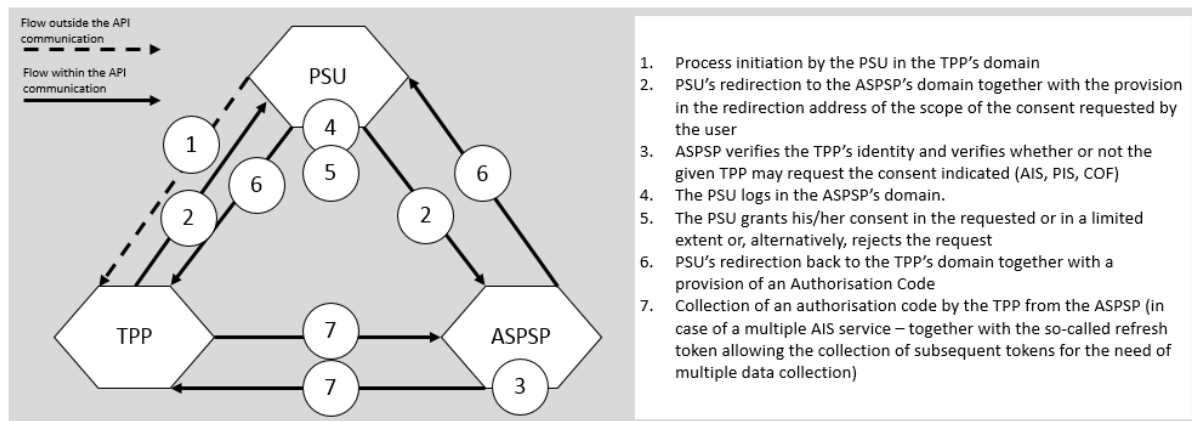 Flow outside the API
communication
Flow within the API
communication
PSU
1
4
5
6
2
2
6
TPP
7
ASPSP
7
3
1. Process initiation by the PSU in the TPP's domain
2. PSU's redirection to the ASPSP's domain together with the provision
in the redirection address of the scope of the consent requested by
the user
3. ASPSP verifies the TPP's identity and verifies whether or not the
given TPP may request the consent indicated (AIS, PIS, COF)
4. The PSU logs in the ASPSP's domain.
5. The PSU grants his/her consent in the requested or in a limited
extent or, alternatively, rejects the request
6. PSU's redirection back to the TPP's domain together with a
provision of an Authorisation Code
7. Collection of an authorisation code by the TPP from the ASPSP (in
case of a multiple AIS service – together with the so-called refresh
token allowing the collection of subsequent tokens for the need of
multiple data collection)